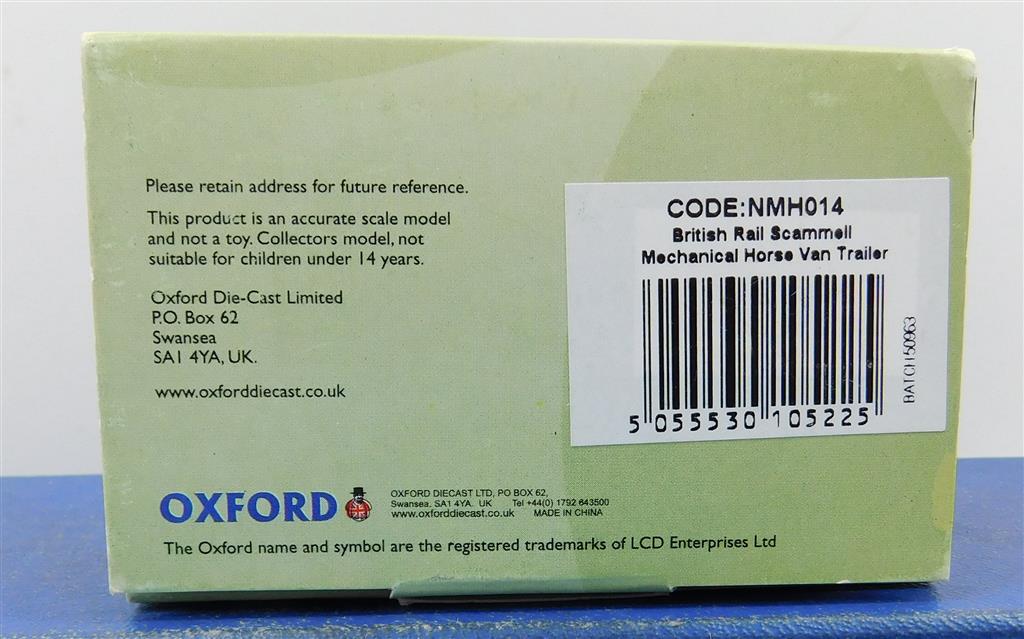 Please retain address for future reference.
This product is an accurate scale model
and not a toy. Collectors model, not
suitable for children under 14 years.
Oxford Die-Cast Limited
P.O. Box 62
Swansea
SA1 4YA, UK.
www.oxforddiecast.co.uk
CODE:NMH014
British Rail Scammell
Mechanical Horse Van Trailer
5 055530 105225
BATCH 50963
OXFORD
OXFORD DIECAST LTD, PO BOX 62,
Swansea. SA1 4YA. UK Tel +44(0) 1792 643500
www.oxforddiecast.co.uk MADE IN CHINA
The Oxford name and symbol are the registered trademarks of LCD Enterprises Ltd